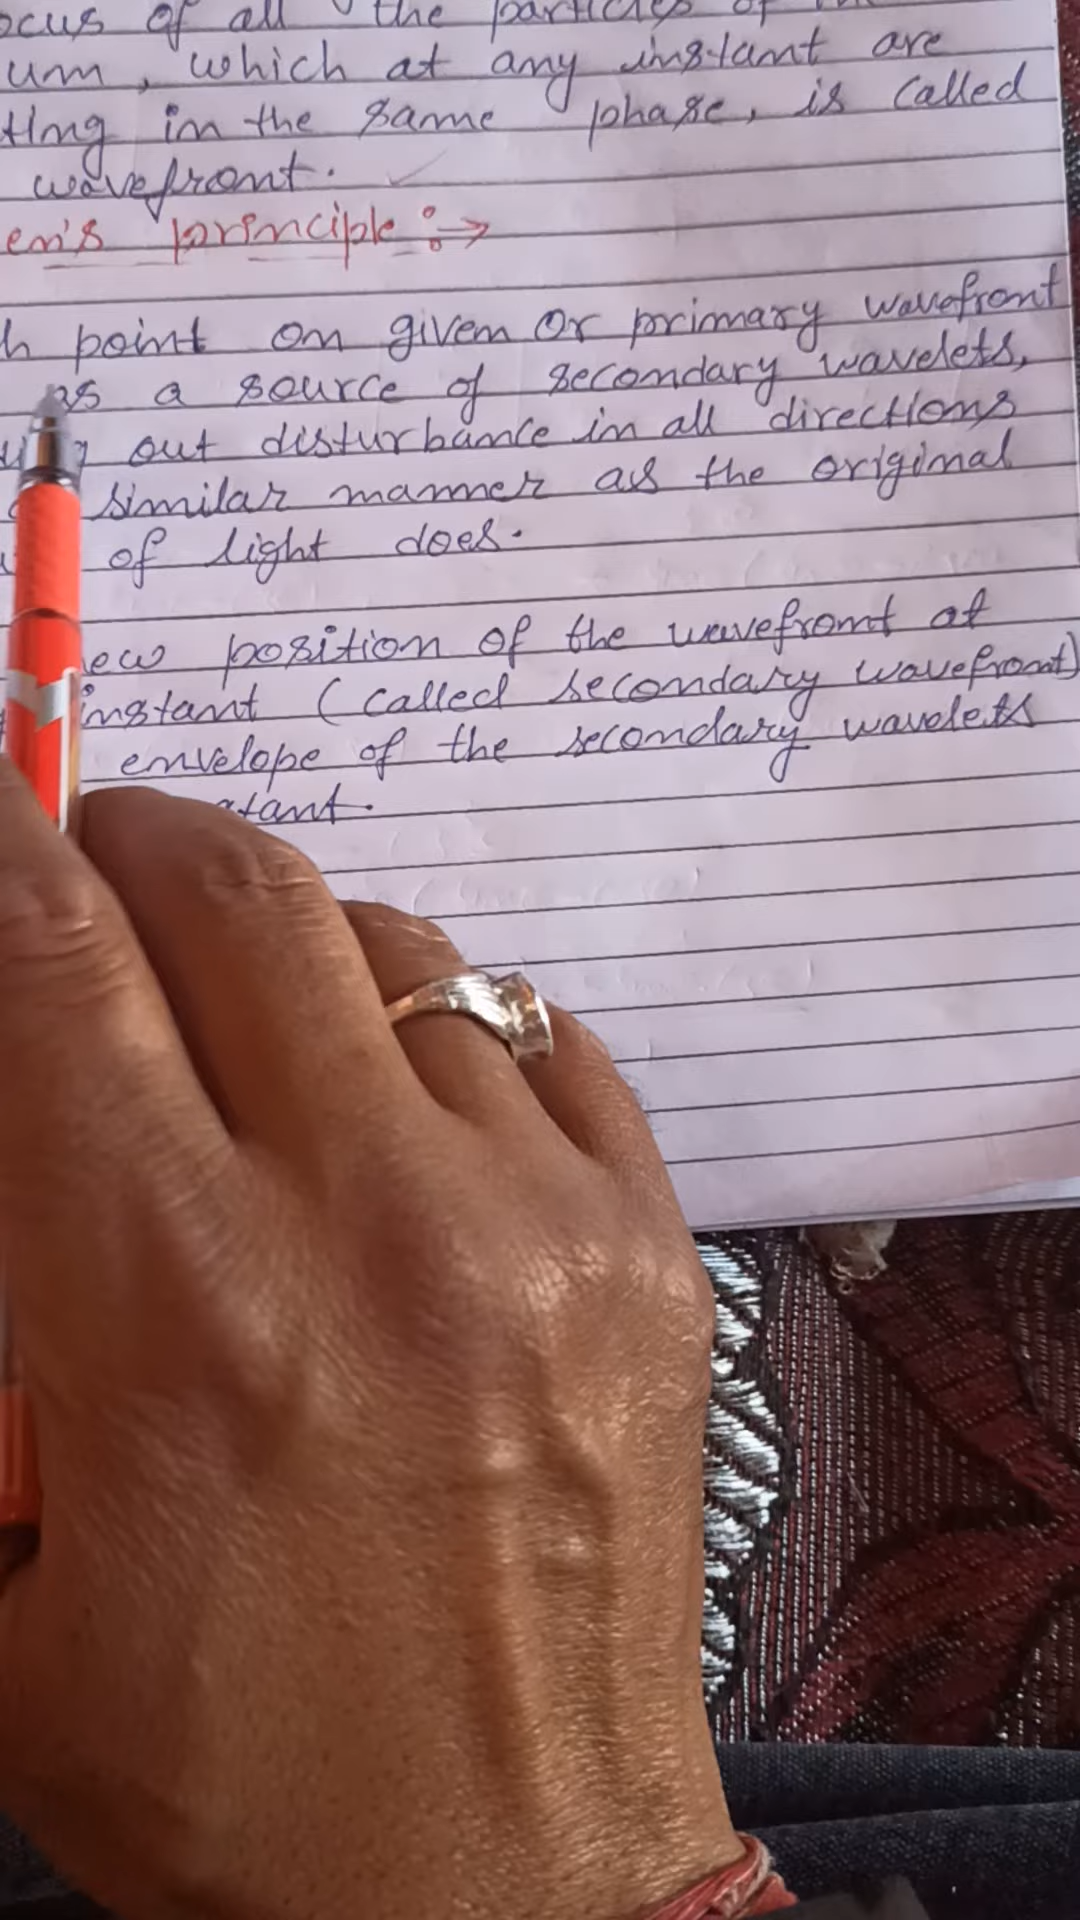 ocus of all the particles of
um, which at any instant are
ting in the same phase, is called
wavefront.
en's principle :→
h point on given or primary wavefront
as a source of secondary wavelets,
out disturbance in all directions
similar manner as the original
of light does.
ew position of the wavefront at
instant (called secondary wavefront)
envelope of the secondary wavelets
stant.